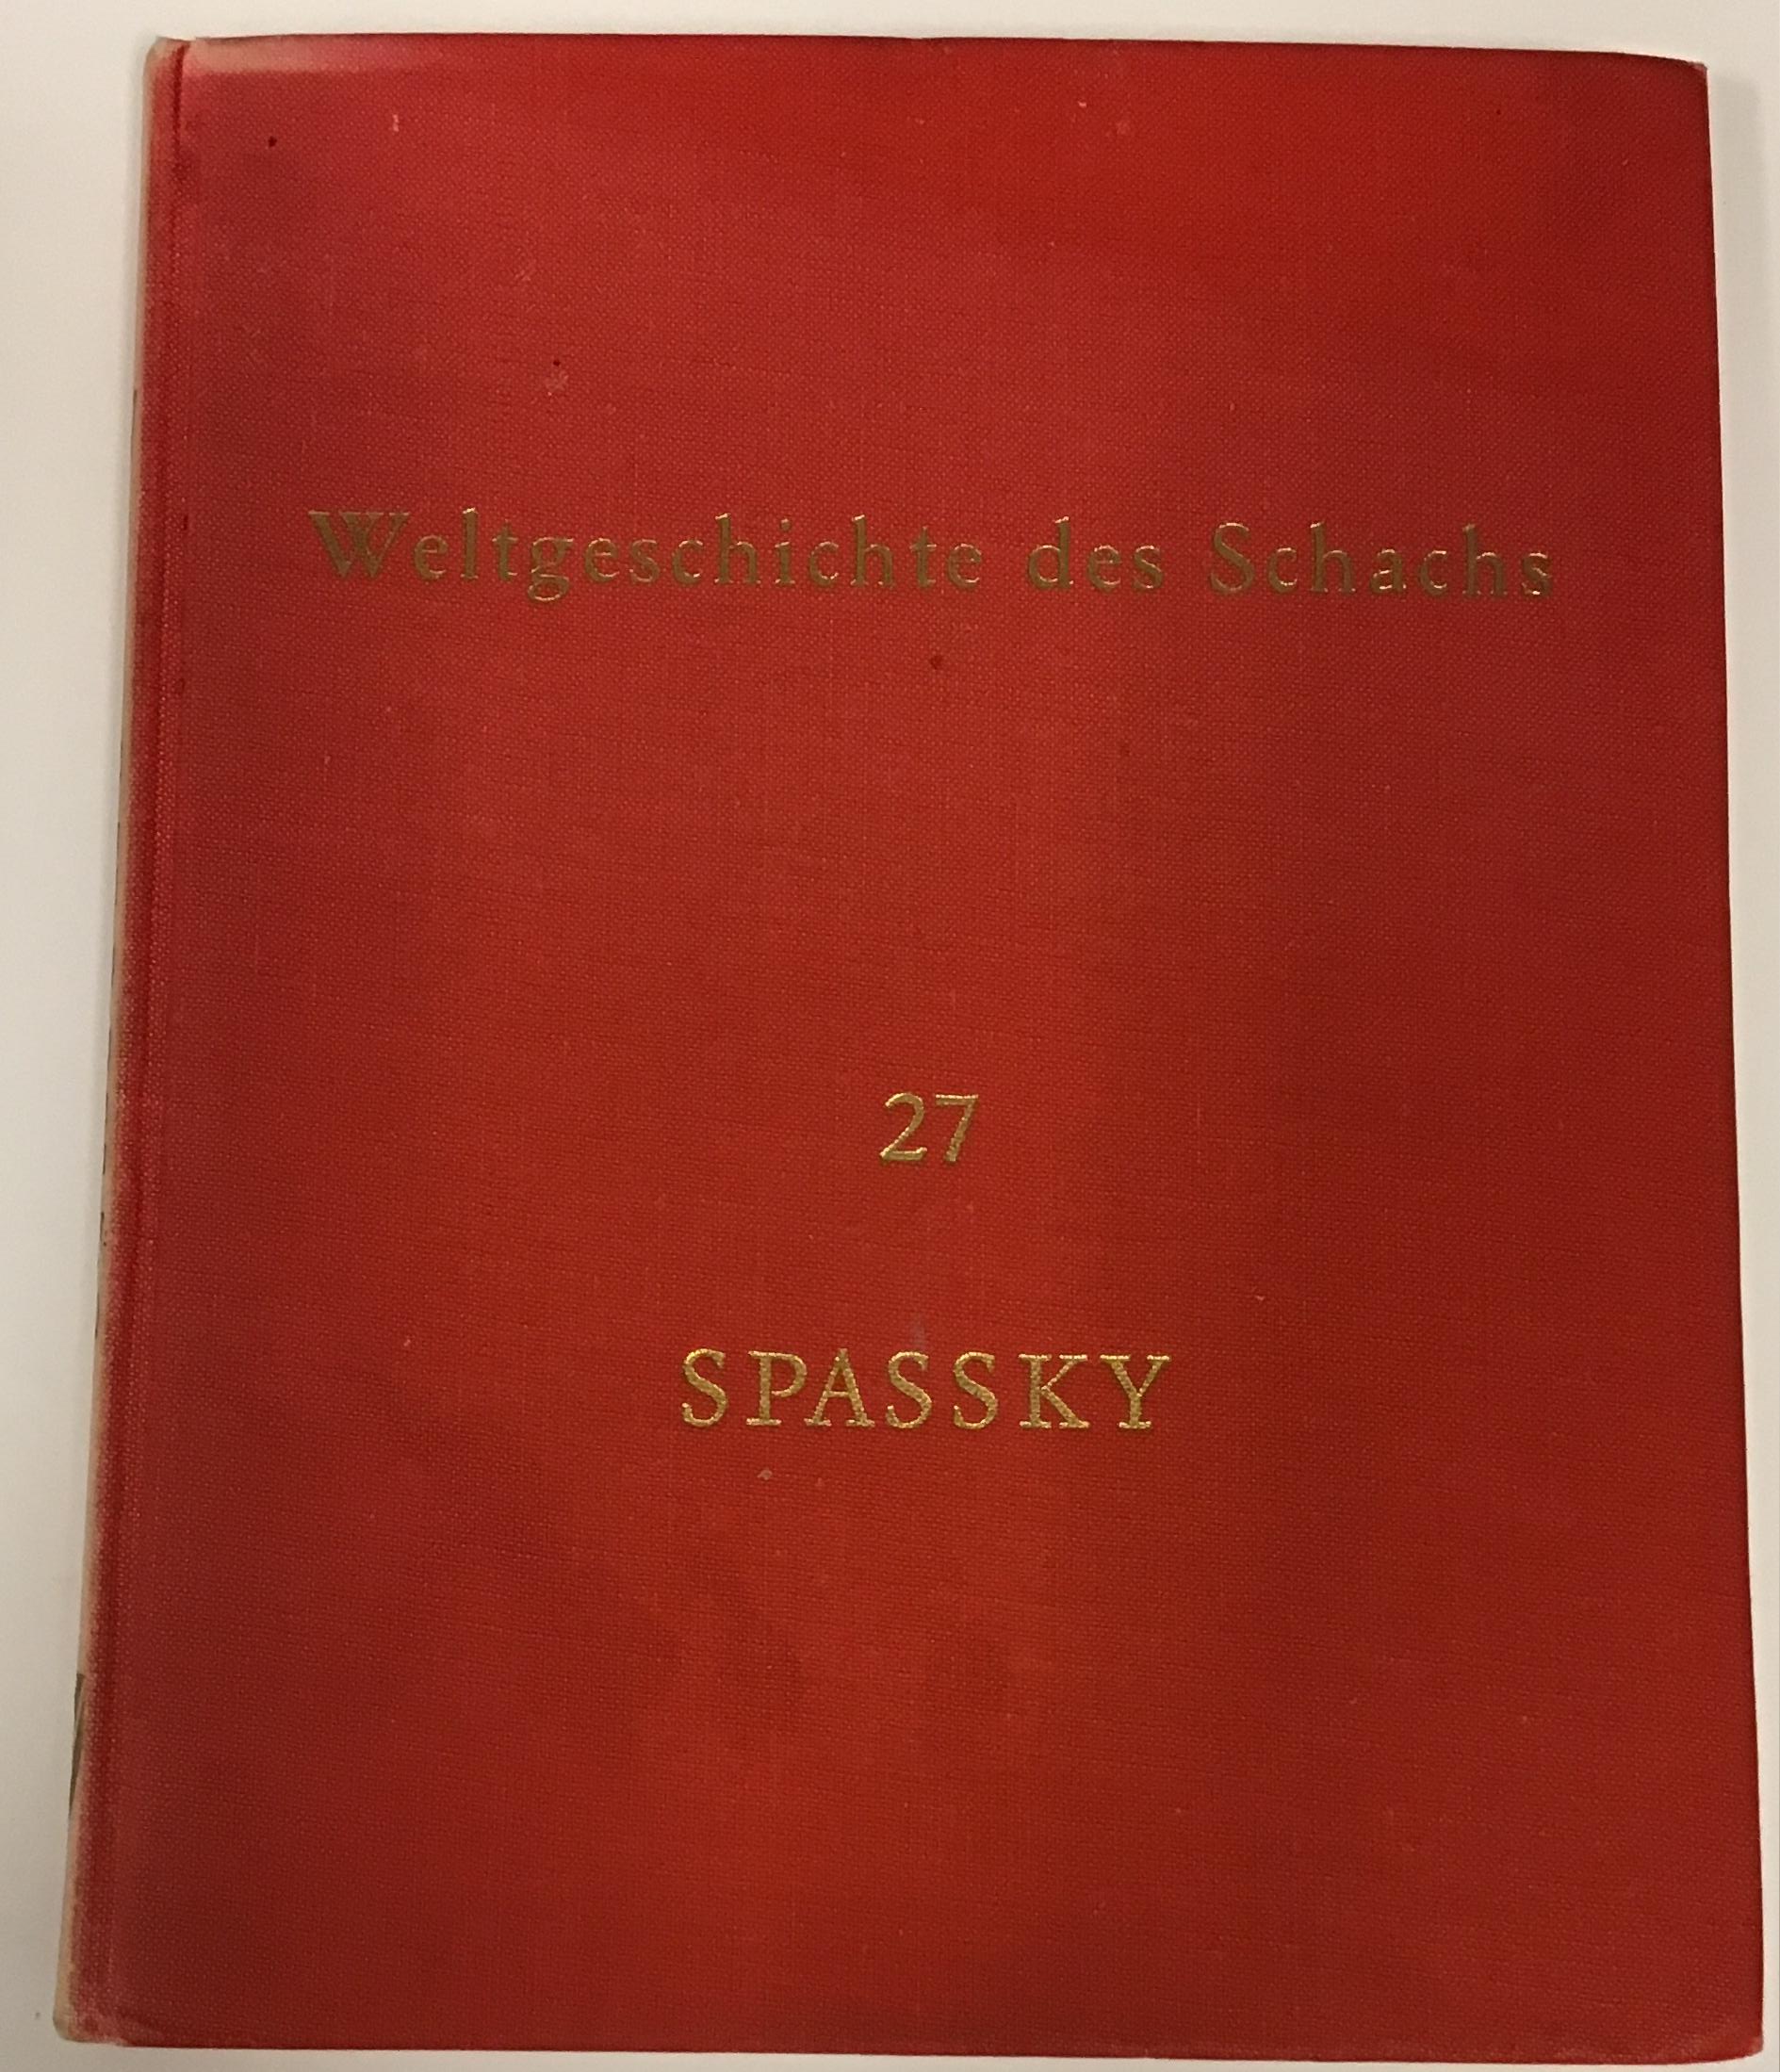 Weltgeschichte des Schachs
27
SPASSKY